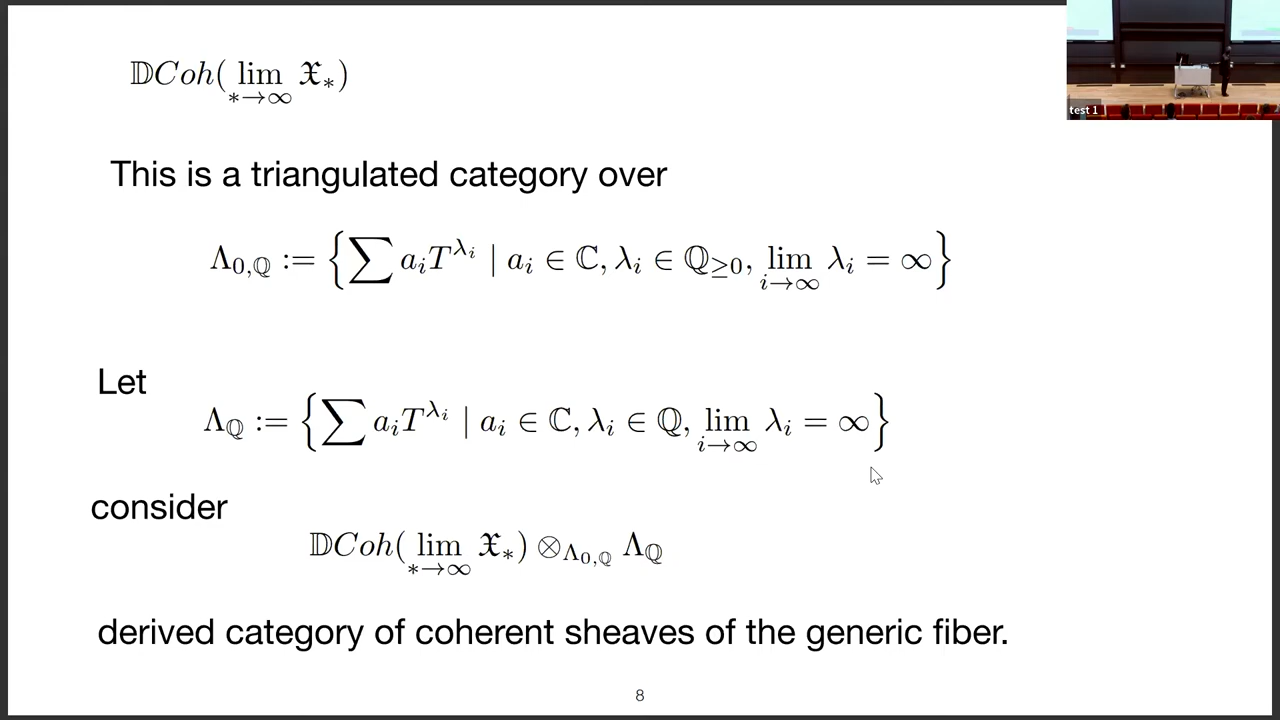 𝔻Coh(lim_{*→∞} 𝔛_*)
test 1
This is a triangulated category over
Λ_{0,ℚ} := { ∑ a_i T^{λ_i} | a_i ∈ ℂ, λ_i ∈ ℚ_{≥0}, lim_{i→∞} λ_i = ∞ }
Let
Λ_ℚ := { ∑ a_i T^{λ_i} | a_i ∈ ℂ, λ_i ∈ ℚ, lim_{i→∞} λ_i = ∞ }
consider
𝔻Coh(lim_{*→∞} 𝔛_*) ⊗_{Λ_{0,ℚ}} Λ_ℚ
derived category of coherent sheaves of the generic fiber.
8